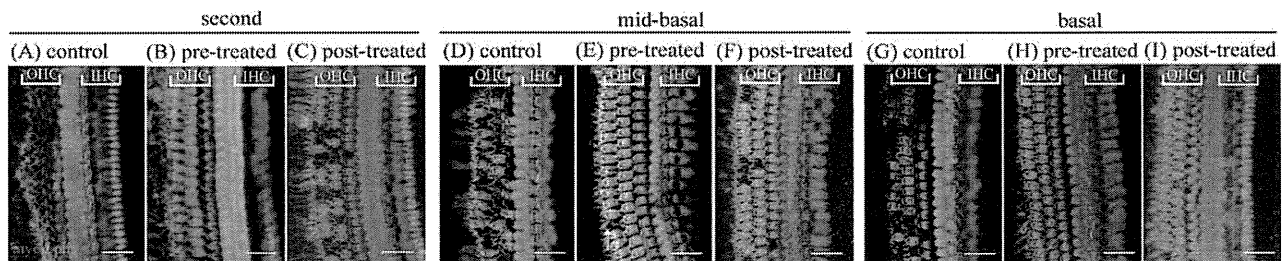 second mid-basal basal
(A) control (B) pre-treated (C) post-treated (D) control (E) pre-treated (F) post-treated (G) control (H) pre-treated (I) post-treated
OHC IHC OHC IHC OHC IHC OHC IHC OHC IHC OHC IHC OHC IHC OHC IHC OHC IHC